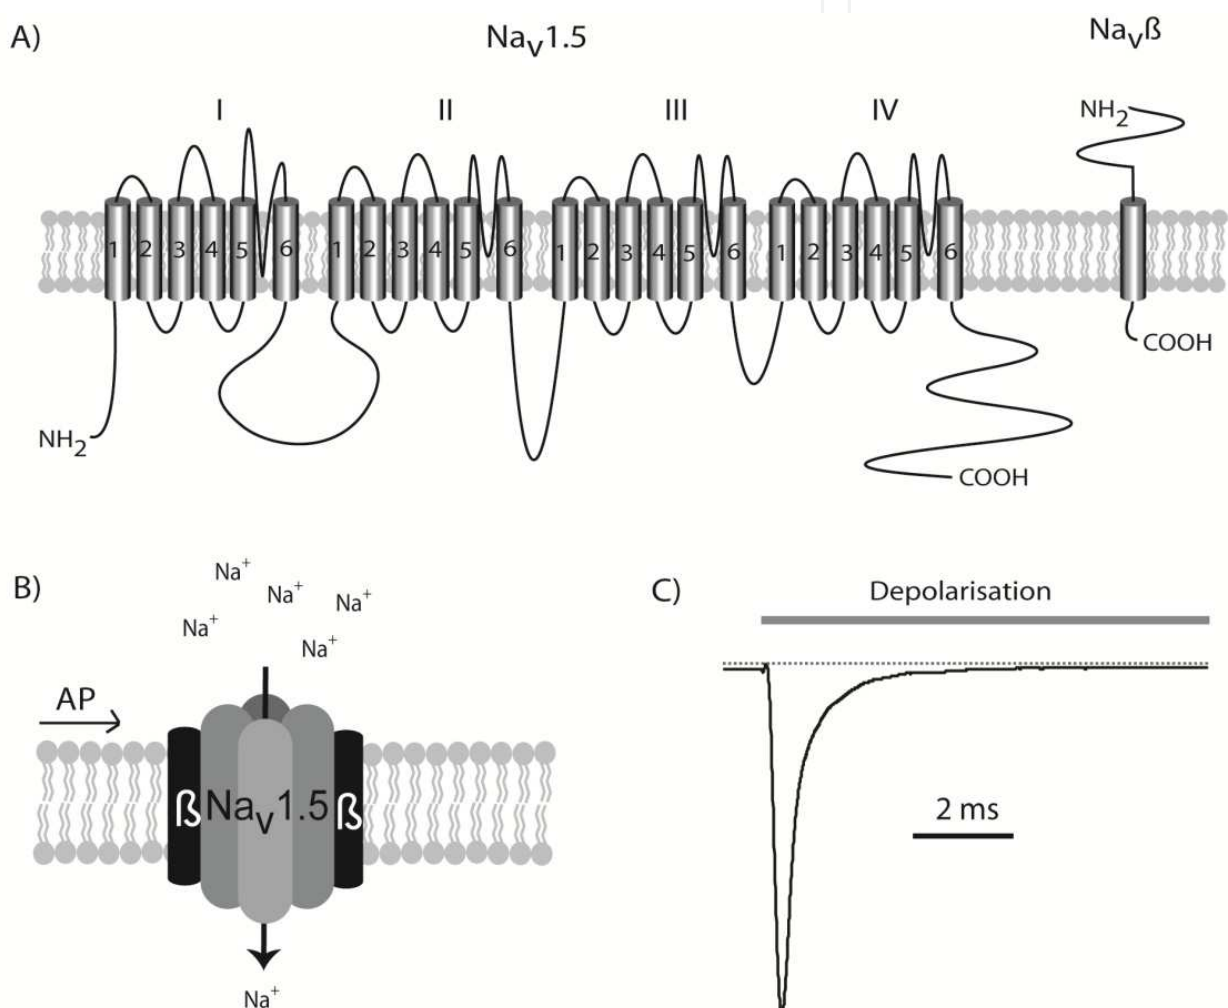 A)
Nav1.5
Navß
I II III IV
NH2
1 2 3 4 5 6 1 2 3 4 5 6 1 2 3 4 5 6 1 2 3 4 5 6
COOH
NH2
COOH
B)
Na+
Na+
Na+
Na+
Na+
AP
ß Nav1.5 ß
Na+
C)
Depolarisation
2 ms